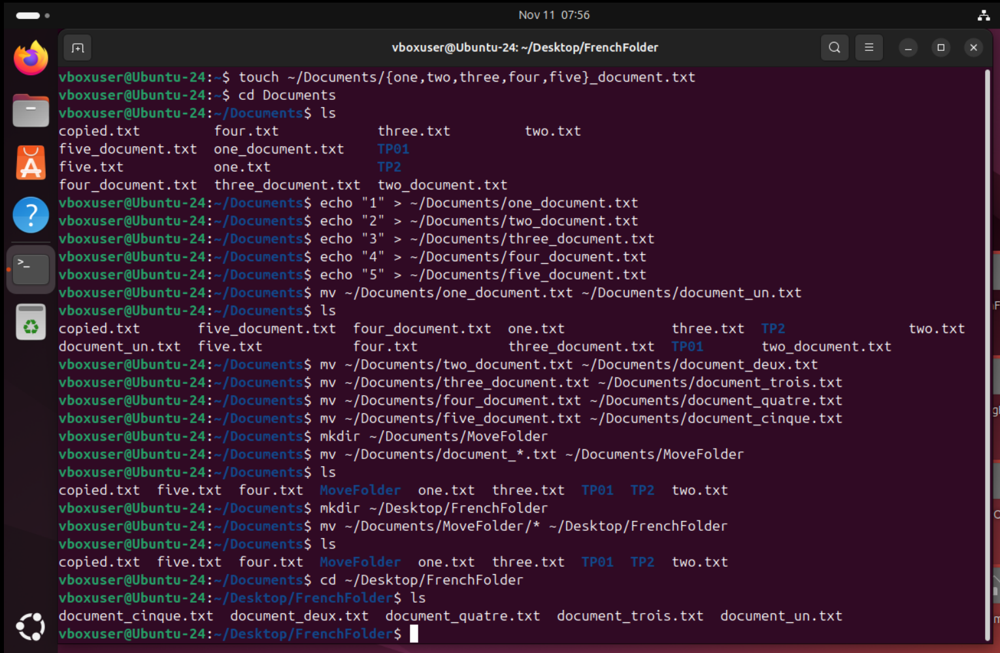 Nov 11 07:56
vboxuser@Ubuntu-24: ~/Desktop/FrenchFolder
vboxuser@Ubuntu-24:~$ touch ~/Documents/{one,two,three,four,five}_document.txt
vboxuser@Ubuntu-24:~$ cd Documents
vboxuser@Ubuntu-24:~/Documents$ ls
copied.txt four.txt three.txt two.txt
five_document.txt one_document.txt TP01
five.txt one.txt TP2
four_document.txt three_document.txt two_document.txt
vboxuser@Ubuntu-24:~/Documents$ echo "1" > ~/Documents/one_document.txt
vboxuser@Ubuntu-24:~/Documents$ echo "2" > ~/Documents/two_document.txt
vboxuser@Ubuntu-24:~/Documents$ echo "3" > ~/Documents/three_document.txt
vboxuser@Ubuntu-24:~/Documents$ echo "4" > ~/Documents/four_document.txt
vboxuser@Ubuntu-24:~/Documents$ echo "5" > ~/Documents/five_document.txt
vboxuser@Ubuntu-24:~/Documents$ mv ~/Documents/one_document.txt ~/Documents/document_un.txt
vboxuser@Ubuntu-24:~/Documents$ ls
copied.txt five_document.txt four_document.txt one.txt three.txt TP2 two.txt
document_un.txt five.txt four.txt three_document.txt TP01 two_document.txt
vboxuser@Ubuntu-24:~/Documents$ mv ~/Documents/two_document.txt ~/Documents/document_deux.txt
vboxuser@Ubuntu-24:~/Documents$ mv ~/Documents/three_document.txt ~/Documents/document_trois.txt
vboxuser@Ubuntu-24:~/Documents$ mv ~/Documents/four_document.txt ~/Documents/document_quatre.txt
vboxuser@Ubuntu-24:~/Documents$ mv ~/Documents/five_document.txt ~/Documents/document_cinque.txt
vboxuser@Ubuntu-24:~/Documents$ mkdir ~/Documents/MoveFolder
vboxuser@Ubuntu-24:~/Documents$ mv ~/Documents/document_*.txt ~/Documents/MoveFolder
vboxuser@Ubuntu-24:~/Documents$ ls
copied.txt five.txt four.txt MoveFolder one.txt three.txt TP01 TP2 two.txt
vboxuser@Ubuntu-24:~/Documents$ mkdir ~/Desktop/FrenchFolder
vboxuser@Ubuntu-24:~/Documents$ mv ~/Documents/MoveFolder/* ~/Desktop/FrenchFolder
vboxuser@Ubuntu-24:~/Documents$ ls
copied.txt five.txt four.txt MoveFolder one.txt three.txt TP01 TP2 two.txt
vboxuser@Ubuntu-24:~/Documents$ cd ~/Desktop/FrenchFolder
vboxuser@Ubuntu-24:~/Desktop/FrenchFolder$ ls
document_cinque.txt document_deux.txt document_quatre.txt document_trois.txt document_un.txt
vboxuser@Ubuntu-24:~/Desktop/FrenchFolder$